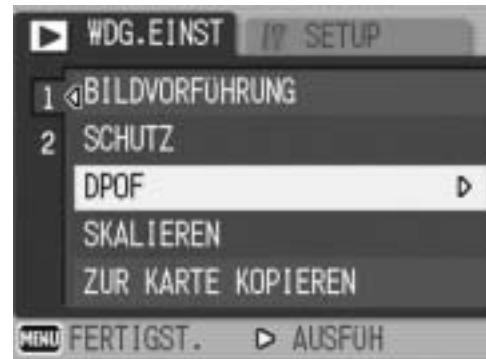 WDG.EINST SETUP
1 BILDVORFÜHRUNG
2 SCHUTZ
DPOF
SKALIEREN
ZUR KARTE KOPIEREN
MENU FERTIGST. AUSFÜH